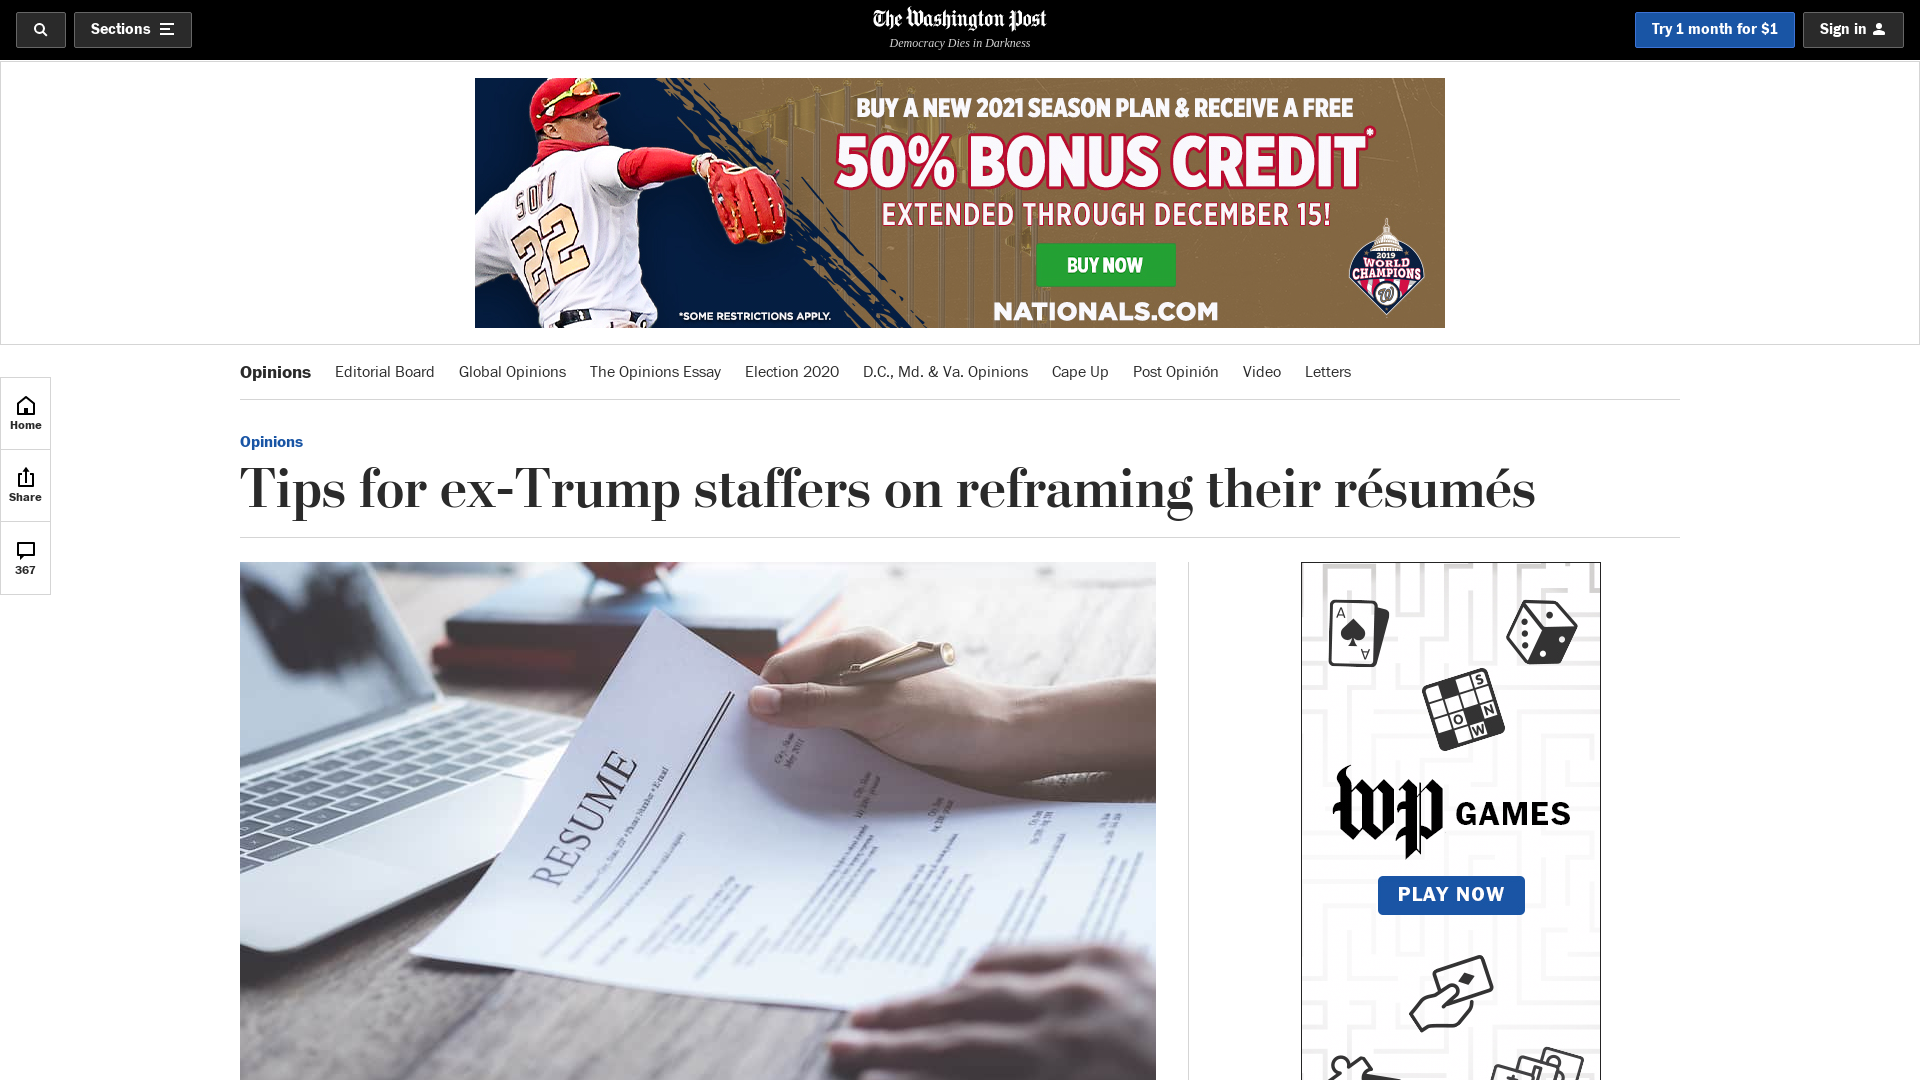 Sections
The Washington Post
Democracy Dies in Darkness
Try 1 month for $1
Sign in
BUY A NEW 2021 SEASON PLAN & RECEIVE A FREE
50% BONUS CREDIT*
EXTENDED THROUGH DECEMBER 15!
BUY NOW
NATIONALS.COM
*SOME RESTRICTIONS APPLY.
22
2019
WORLD
CHAMPIONS
W
Opinions Editorial Board Global Opinions The Opinions Essay Election 2020 D.C., Md. & Va. Opinions Cape Up Post Opinión Video Letters
Home
Share
367
Opinions
Tips for ex-Trump staffers on reframing their résumés
RESUME
A
A
S
O N
W
wp GAMES
PLAY NOW